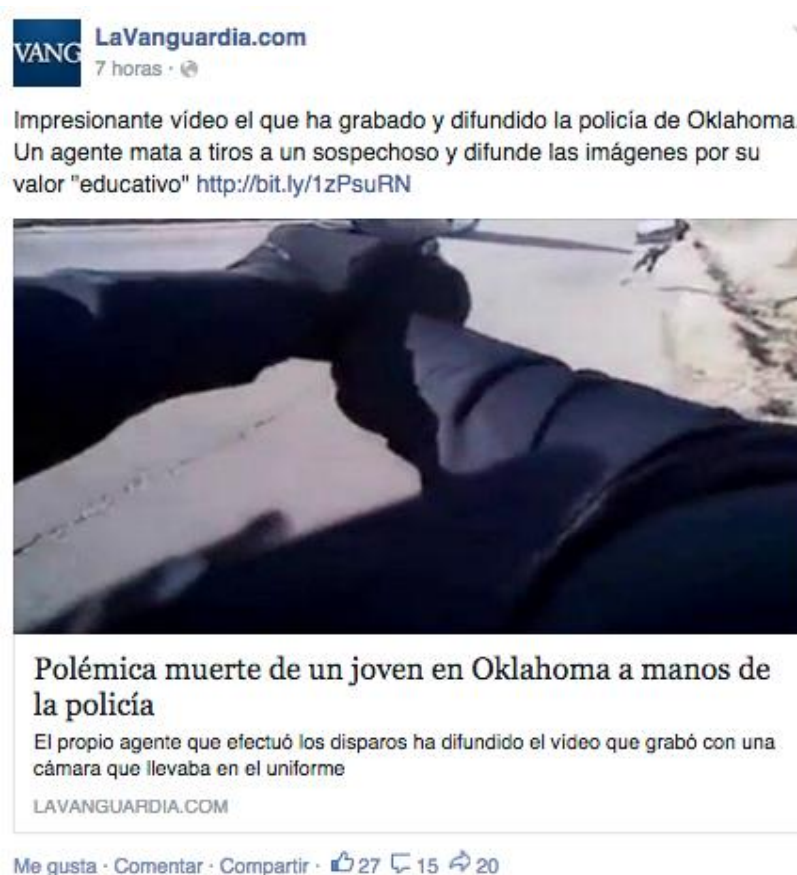 VANG
LaVanguardia.com
7 horas ·
Impresionante vídeo el que ha grabado y difundido la policía de Oklahoma.
Un agente mata a tiros a un sospechoso y difunde las imágenes por su
valor "educativo" http://bit.ly/1zPsuRN
Polémica muerte de un joven en Oklahoma a manos de
la policía
El propio agente que efectuó los disparos ha difundido el vídeo que grabó con una
cámara que llevaba en el uniforme
LAVANGUARDIA.COM
Me gusta · Comentar · Compartir · 27 15 20